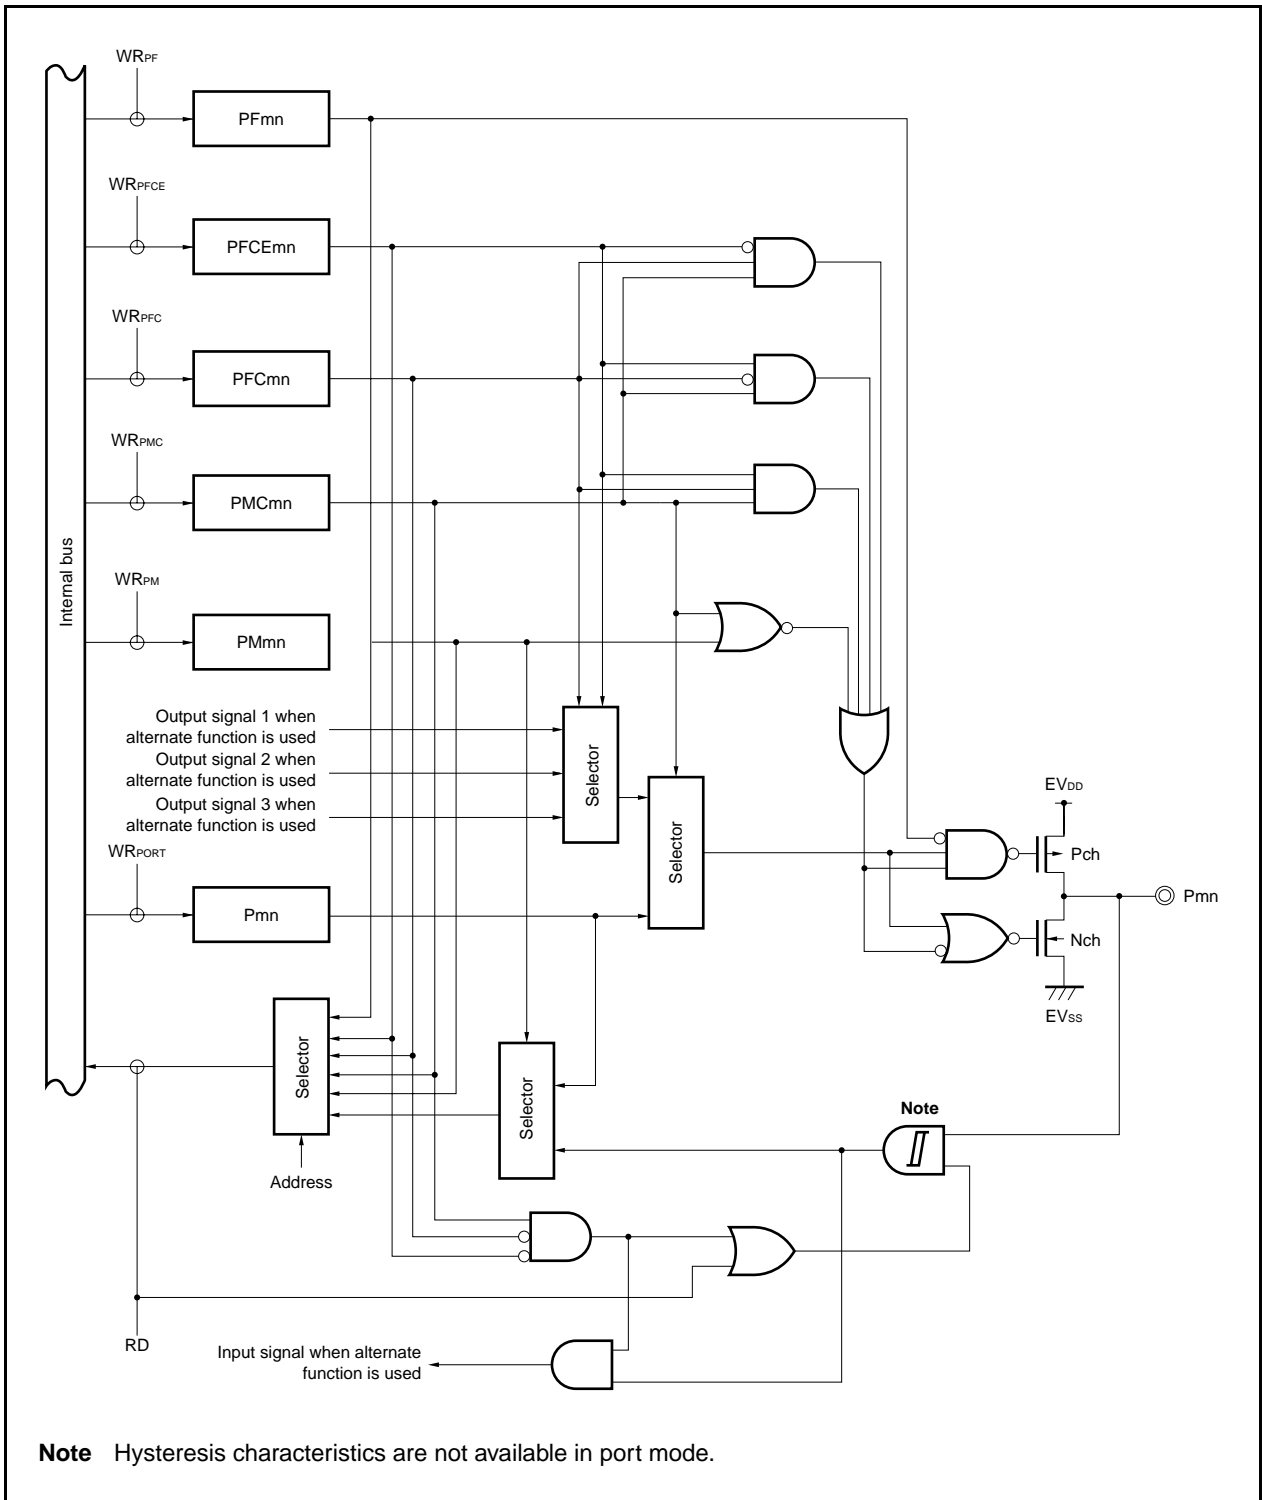 WRPF
PFmn
WRPFCE
PFCEmn
WRPFC
PFCmn
WRPMC
PMCmn
Internal bus
WRPM
PMmn
Output signal 1 when
alternate function is used
Output signal 2 when
alternate function is used
Output signal 3 when
alternate function is used
Selector
Selector
WRPORT
Pmn
EVDD
Pch
Pmn
Nch
EVSS
Selector
Selector
Note
Address
RD
Input signal when alternate
function is used
Note Hysteresis characteristics are not available in port mode.